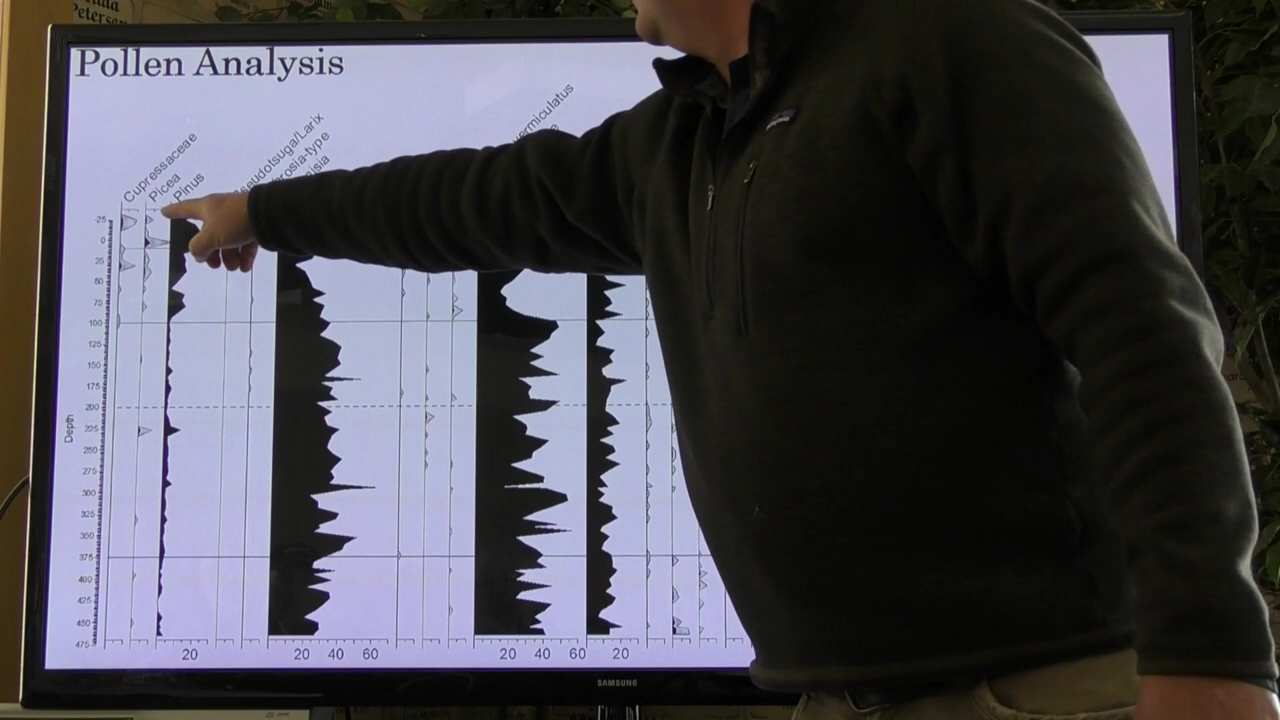 Petersen
Pollen Analysis
Cupressaceae
Picea
Pinus
Pseudotsuga/Larix
vermiculatus
Depth
-25
0
25
50
75
100
125
150
175
200
225
250
275
300
325
350
375
400
425
450
475
20 20 40 60 20 40 60 20
SAMSUNG
patagonia